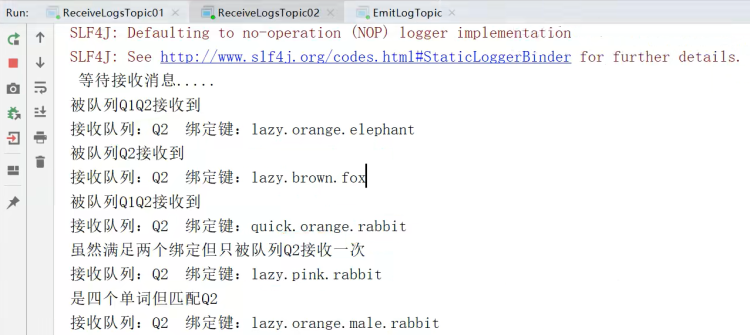 Run: ReceiveLogsTopic01 ReceiveLogsTopic02 EmitLogTopic
SLF4J: Defaulting to no-operation (NOP) logger implementation
SLF4J: See http://www.slf4j.org/codes.html#StaticLoggerBinder for further details.
等待接收消息.....
被队列Q1Q2接收到
接收队列：Q2 绑定键：lazy.orange.elephant
被队列Q2接收到
接收队列：Q2 绑定键：lazy.brown.fox
被队列Q1Q2接收到
接收队列：Q2 绑定键：quick.orange.rabbit
虽然满足两个绑定但只被队列Q2接收一次
接收队列：Q2 绑定键：lazy.pink.rabbit
是四个单词但匹配Q2
接收队列：Q2 绑定键：lazy.orange.male.rabbit